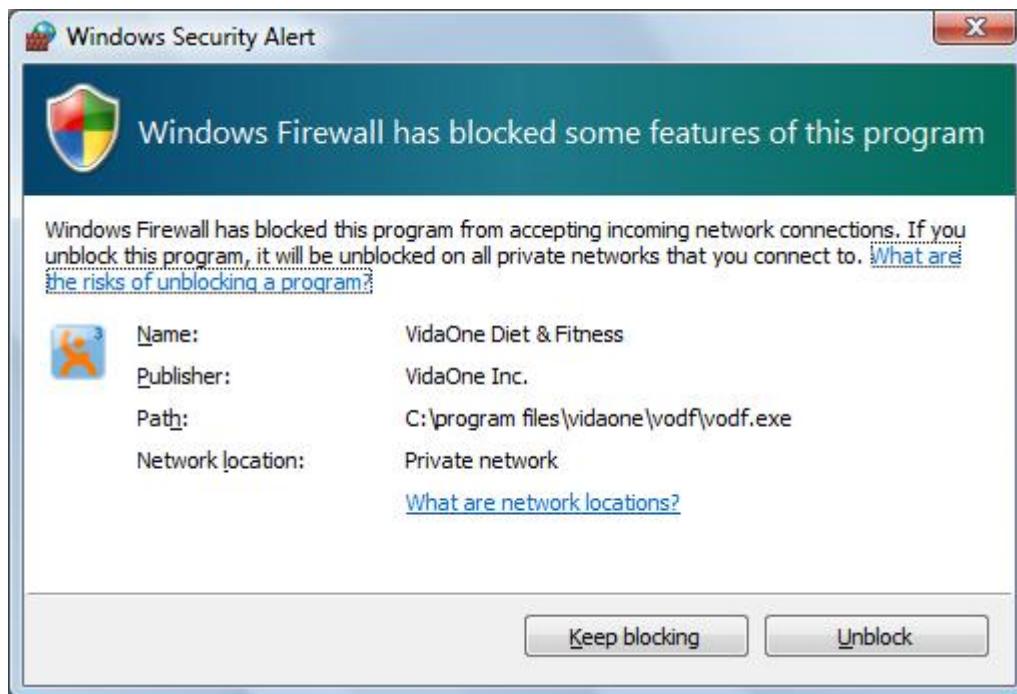 Windows Security Alert
Windows Firewall has blocked some features of this program
Windows Firewall has blocked this program from accepting incoming network connections. If you
unblock this program, it will be unblocked on all private networks that you connect to. What are
the risks of unblocking a program?
3
Name: VidaOne Diet & Fitness
Publisher: VidaOne Inc.
Path: C:\program files\vidaone\vodf\vodf.exe
Network location: Private network
What are network locations?
Keep blocking Unblock